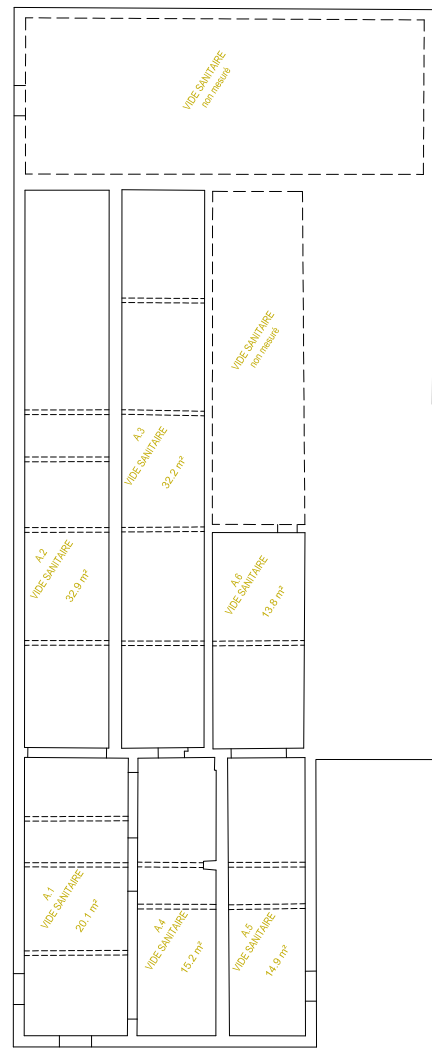 VIDE SANITAIRE
non mesuré
VIDE SANITAIRE
non mesuré
A.3
VIDE SANITAIRE
32.2 m²
A.2
VIDE SANITAIRE
32.9 m²
A.6
VIDE SANITAIRE
13.8 m²
A.1
VIDE SANITAIRE
20.1 m²
A.4
VIDE SANITAIRE
15.2 m²
A.5
VIDE SANITAIRE
14.9 m²